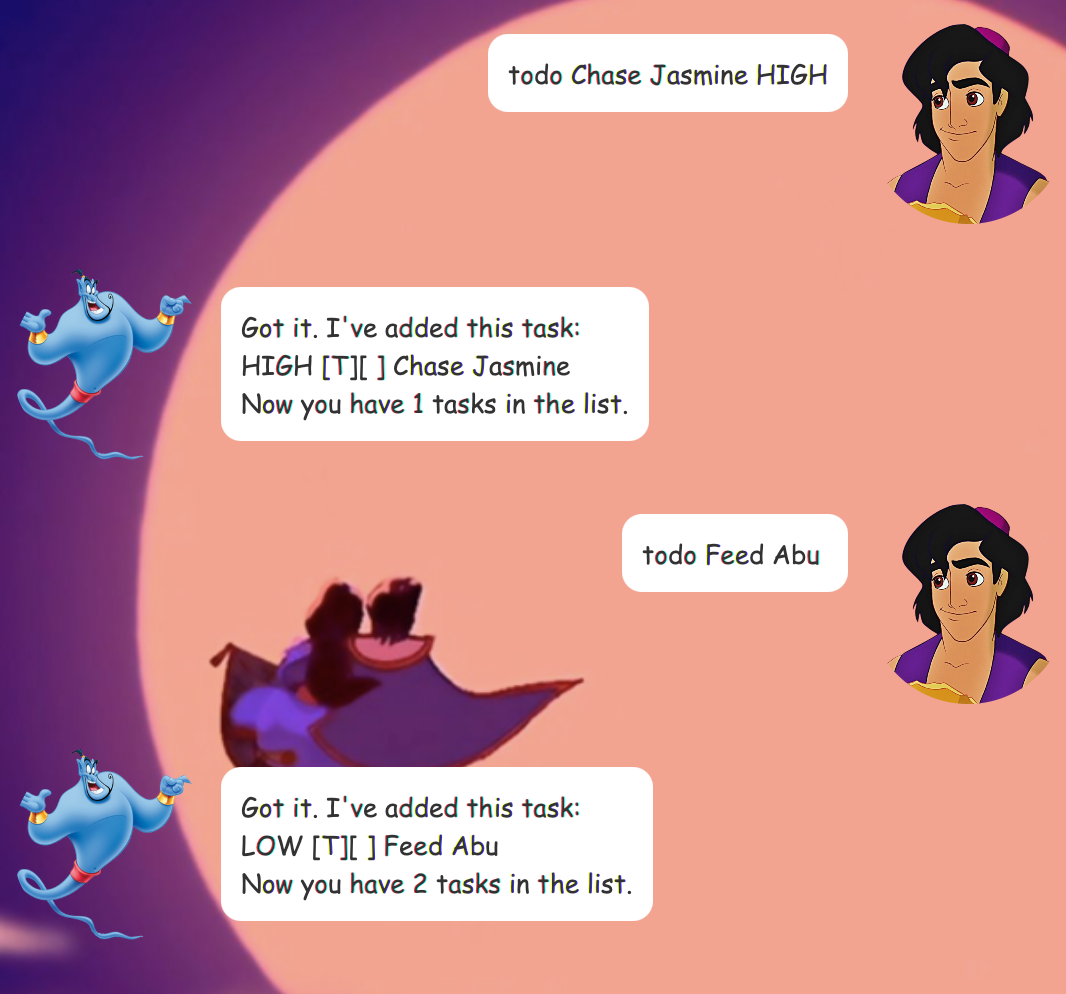 todo Chase Jasmine HIGH
Got it. I've added this task:
HIGH [T][ ] Chase Jasmine
Now you have 1 tasks in the list.
todo Feed Abu
Got it. I've added this task:
LOW [T][ ] Feed Abu
Now you have 2 tasks in the list.